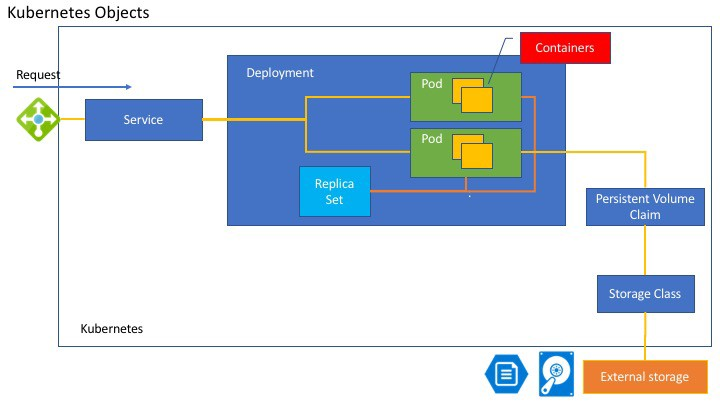 Kubernetes Objects
Request
Service
Deployment
Pod
Containers
Pod
Replica
Set
Persistent Volume
Claim
Storage Class
Kubernetes
External storage